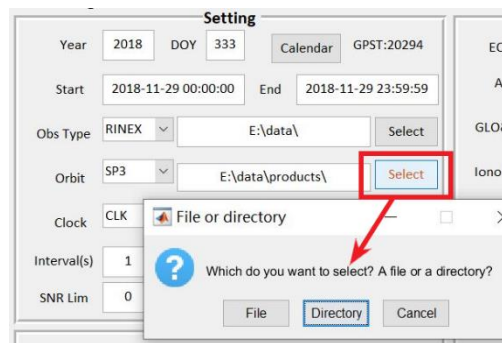 Setting
Year 2018 DOY 333 Calendar GPST:20294
Start 2018-11-29 00:00:00 End 2018-11-29 23:59:59
Obs Type RINEX E:\data\ Select
Orbit SP3 E:\data\products\ Select
Clock CLK
Interval(s) 1
SNR Lim 0
File or directory
Which do you want to select? A file or a directory?
File Directory Cancel